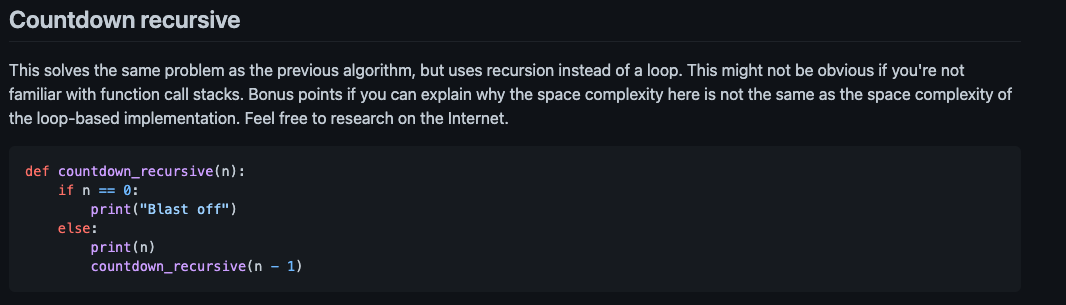 Countdown recursive
This solves the same problem as the previous algorithm, but uses recursion instead of a loop. This might not be obvious if you're not
familiar with function call stacks. Bonus points if you can explain why the space complexity here is not the same as the space complexity of
the loop-based implementation. Feel free to research on the Internet.
def countdown_recursive(n):
    if n == 0:
        print("Blast off")
    else:
        print(n)
        countdown_recursive(n - 1)